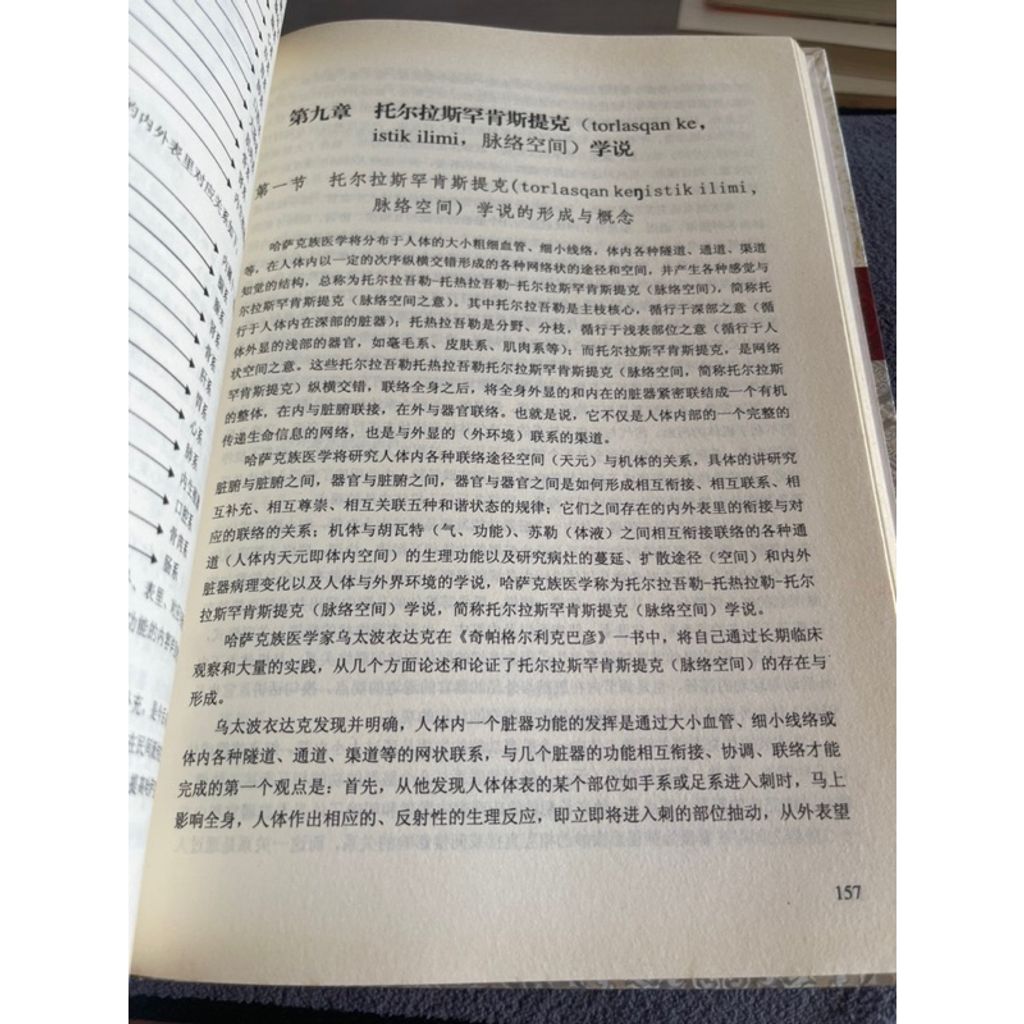 的内外表里对应关系如下
心系
肺系
口腔系
骨髓系
脑系
、表里、
功能的内容
第九章 托尔拉斯罕肯斯提克（torlasqan ke,
istik ilimi，脉络空间）学说
第一节 托尔拉斯罕肯斯提克(torlasqan keŋistik ilimi,
脉络空间）学说的形成与概念
哈萨克族医学将分布于人体的大小粗细血管、细小线络，体内各种隧道、通道、渠道
等，在人体内以一定的次序纵横交错形成的各种网络状的途径和空间，并产生各种感觉与
知觉的结构，总称为托尔拉吾勒-托热拉吾勒-托尔拉斯罕肯斯提克（脉络空间），简称托
尔拉斯罕肯斯提克（脉络空间之意）。其中托尔拉吾勒是主枝核心，循行于深部之意（循
行于人体内在深部的脏器）；托热拉吾勒是分野、分枝，循行于浅表部位之意（循行于人
体外显的浅部的器官，如毫毛系、皮肤系、肌肉系等）；而托尔拉斯罕肯斯提克，是网络
状空间之意。这些托尔拉吾勒托热拉吾勒托尔拉斯罕肯斯提克（脉络空间，简称托尔拉斯
罕肯斯提克）纵横交错，联络全身之后，将全身外显的和内在的脏器紧密联结成一个有机
的整体，在内与脏腑联接，在外与器官联络。也就是说，它不仅是人体内部的一个完整的
传递生命信息的网络，也是与外显的（外环境）联系的渠道。
哈萨克族医学将研究人体内各种联络途径空间（天元）与机体的关系，具体的讲研究
脏腑与脏腑之间，器官与脏腑之间，器官与器官之间是如何形成相互衔接、相互联系、相
互补充、相互尊崇、相互关联五种和谐状态的规律；它们之间存在的内外表里的衔接与对
应的联络的关系；机体与胡瓦特（气、功能）、苏勒（体液）之间相互衔接联络的各种通
道（人体内天元即体内空间）的生理功能以及研究病灶的蔓延、扩散途径（空间）和内外
脏器病理变化以及人体与外界环境的学说，哈萨克族医学称为托尔拉吾勒-托热拉勒-托尔
拉斯罕肯斯提克（脉络空间）学说，简称托尔拉斯罕肯斯提克（脉络空间）学说。
哈萨克族医学家乌太波衣达克在《奇帕格尔利克巴彦》一书中，将自己通过长期临床
观察和大量的实践，从几个方面论述和论证了托尔拉斯罕肯斯提克（脉络空间）的存在与
形成。
乌太波衣达克发现并明确，人体内一个脏器功能的发挥是通过大小血管、细小线络或
体内各种隧道、通道、渠道等的网状联系，与几个脏器的功能相互衔接、协调、联络才能
完成的第一个观点是：首先，从他发现人体体表的某个部位如手系或足系进入刺时，马上
影响全身，人体作出相应的、反射性的生理反应，即立即将进入刺的部位抽动，从外表望
157